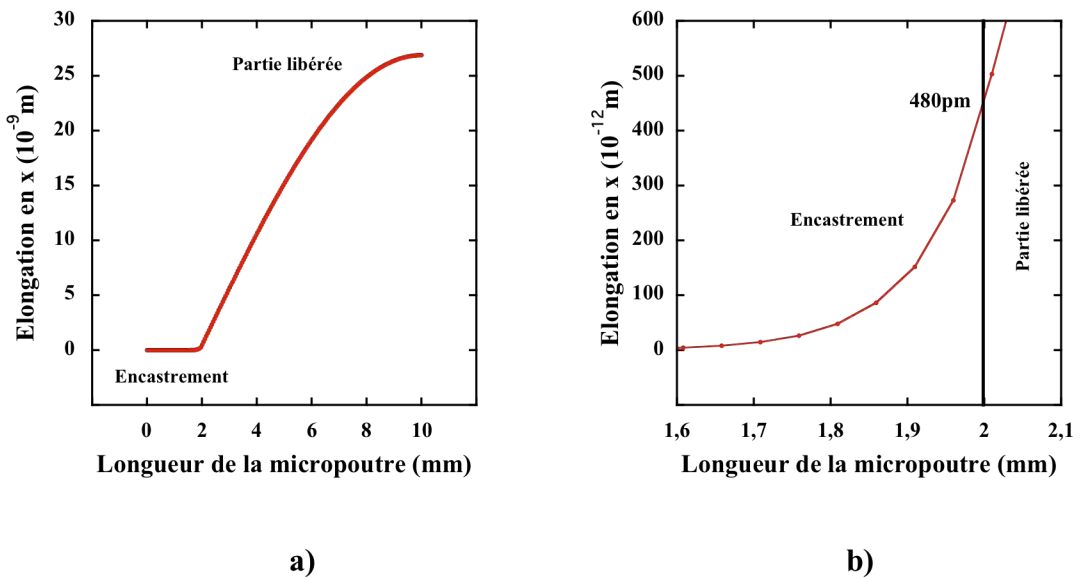 30
25
20
15
10
5
0
Elongation en x (10⁻⁹m)
Partie libérée
Encastrement
0 2 4 6 8 10
Longueur de la micropoutre (mm)
a)
600
500
400
300
200
100
0
Elongation en x (10⁻¹²m)
480pm
Encastrement
Partie libérée
1,6 1,7 1,8 1,9 2 2,1
Longueur de la micropoutre (mm)
b)